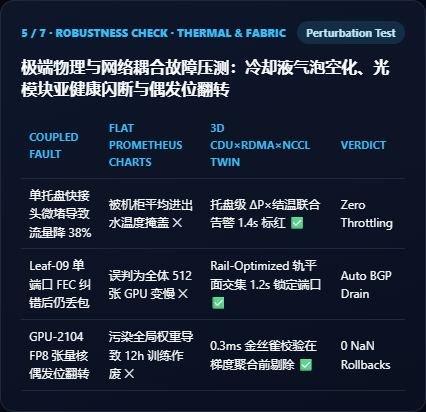 5 / 7 · ROBUSTNESS CHECK · THERMAL & FABRIC
Perturbation Test
极端物理与网络耦合故障压测：冷却液气泡空化、光
模块亚健康闪断与偶发位翻转
COUPLED
FAULT
FLAT
PROMETHEUS
CHARTS
3D
CDU×RDMA×NCCL
TWIN
VERDICT
单托盘快接
头微堵导致
流量降 38%
被机柜平均进出
水温度掩盖 ✕
托盘级 ΔP×结温联合
告警 1.4s 标红 ✅
Zero
Throttling
Leaf-09 单
端口 FEC 纠
错后仍丢包
误判为全体 512
张 GPU 变慢 ✕
Rail-Optimized 轨平
面交集 1.2s 锁定端口
✅
Auto BGP
Drain
GPU-2104
FP8 张量核
偶发位翻转
污染全局权重导
致 12h 训练作
废 ✕
0.3ms 金丝雀校验在
梯度聚合前剔除 ✅
0 NaN
Rollbacks